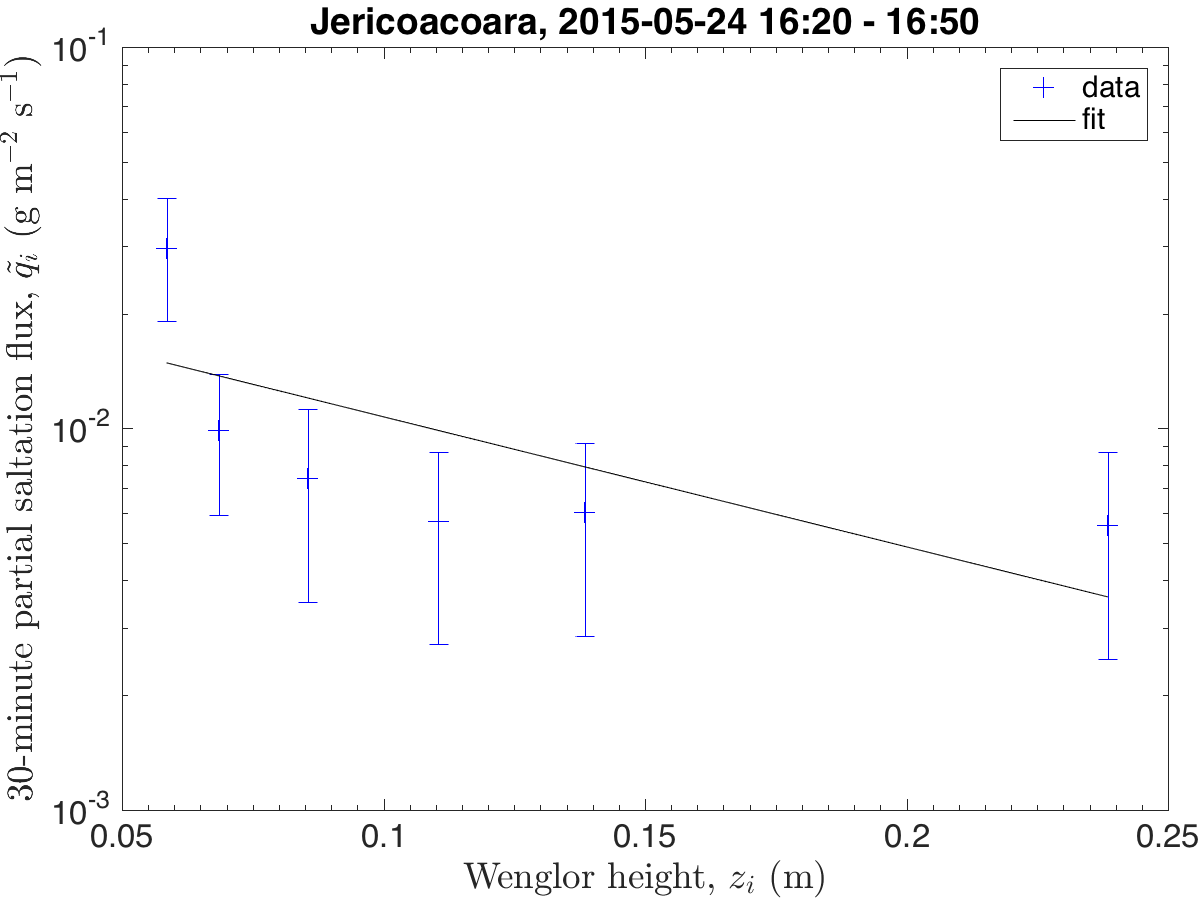 Jericoacoara, 2015-05-24 16:20 - 16:50
10^-1
10^-2
10^-3
30-minute partial saltation flux, q̃_i (g m^−2 s^−1)
data
fit
0.05 0.1 0.15 0.2 0.25
Wenglor height, z_i (m)